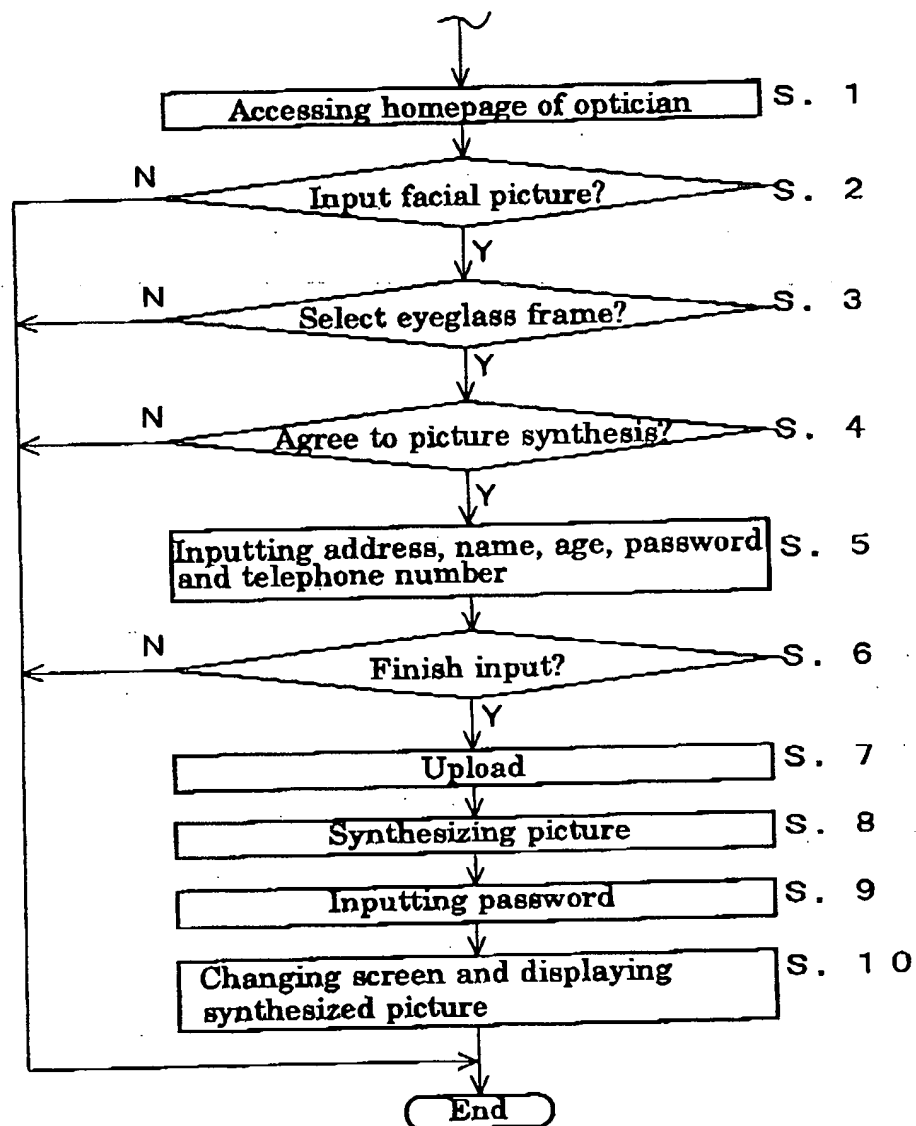 Accessing homepage of optician S. 1
N
Input facial picture? S. 2
Y
N
Select eyeglass frame? S. 3
Y
N
Agree to picture synthesis? S. 4
Y
Inputting address, name, age, password S. 5
and telephone number
N
Finish input? S. 6
Y
Upload S. 7
Synthesizing picture S. 8
Inputting password S. 9
Changing screen and displaying S. 10
synthesized picture
End